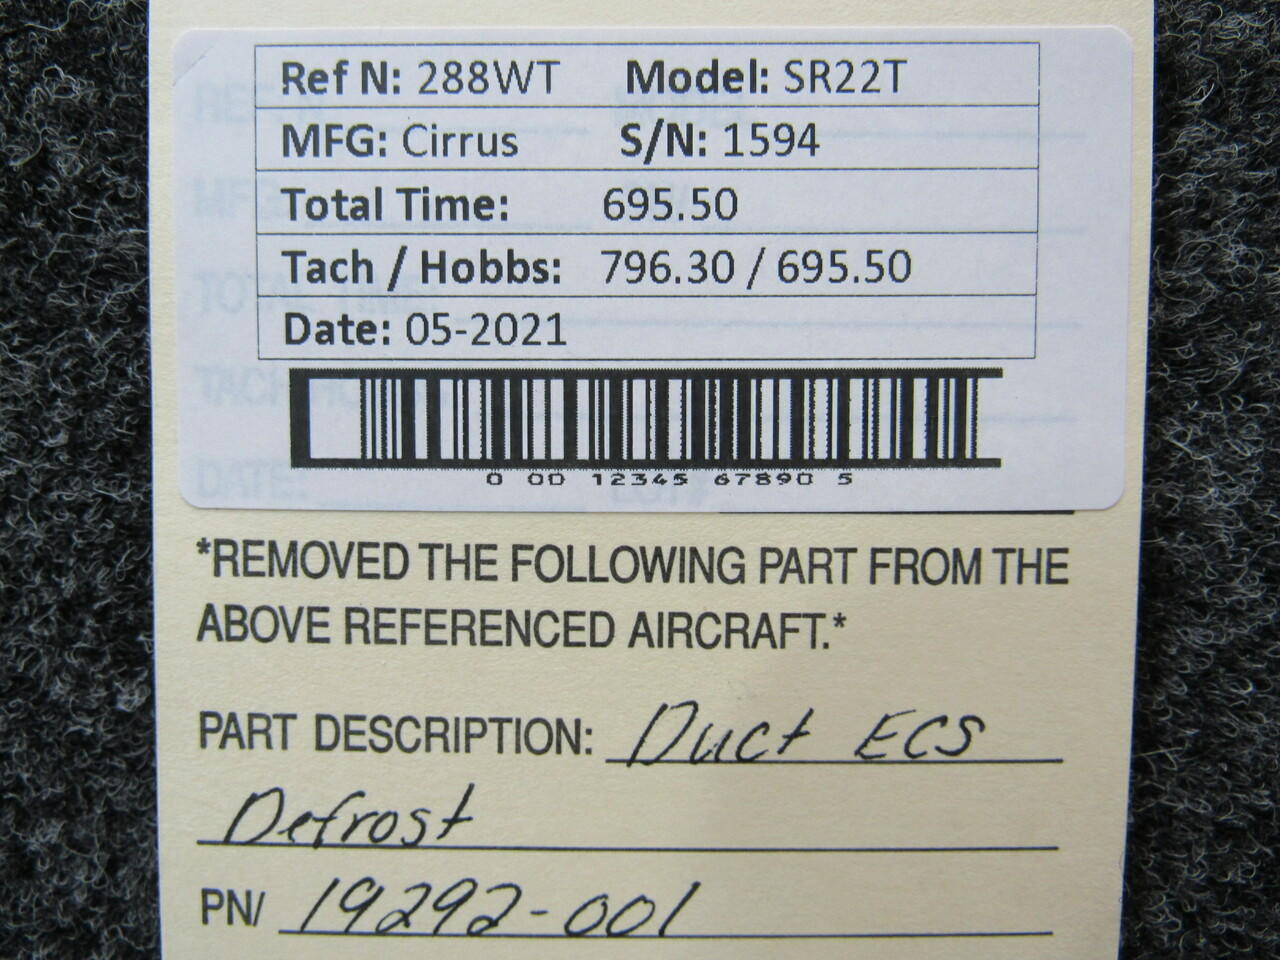 Ref N: 288WT Model: SR22T
MFG: Cirrus S/N: 1594
Total Time: 695.50
Tach / Hobbs: 796.30 / 695.50
Date: 05-2021
0 00 12345 67890 5
*REMOVED THE FOLLOWING PART FROM THE
ABOVE REFERENCED AIRCRAFT.*
PART DESCRIPTION: Duct ECS
Defrost
PN/ 19292-001